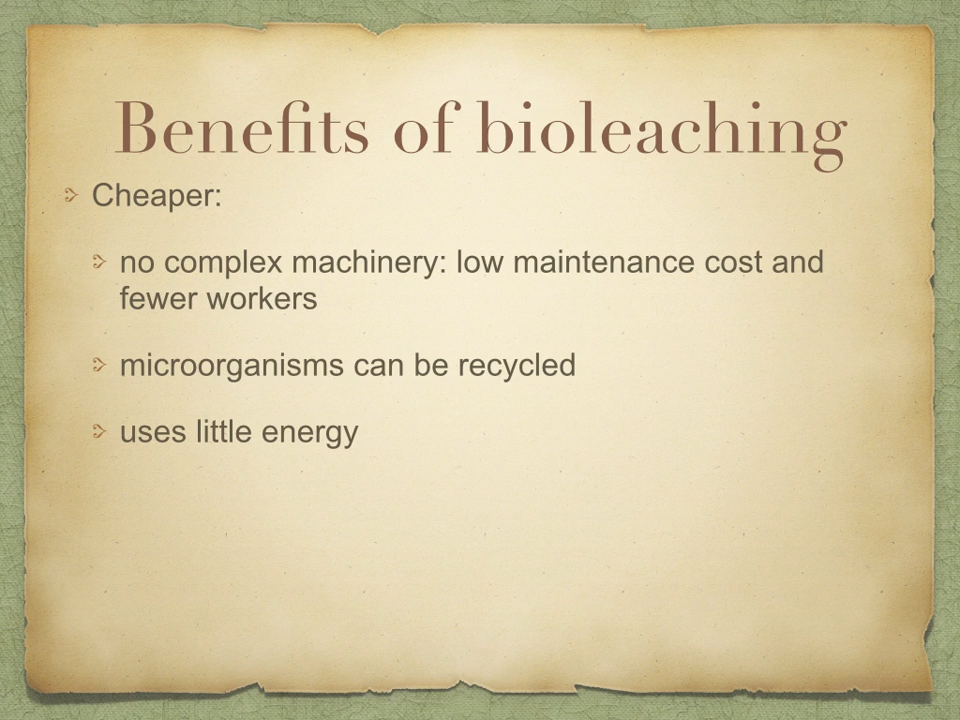 Benefits of bioleaching
Cheaper:
no complex machinery: low maintenance cost and
fewer workers
microorganisms can be recycled
uses little energy